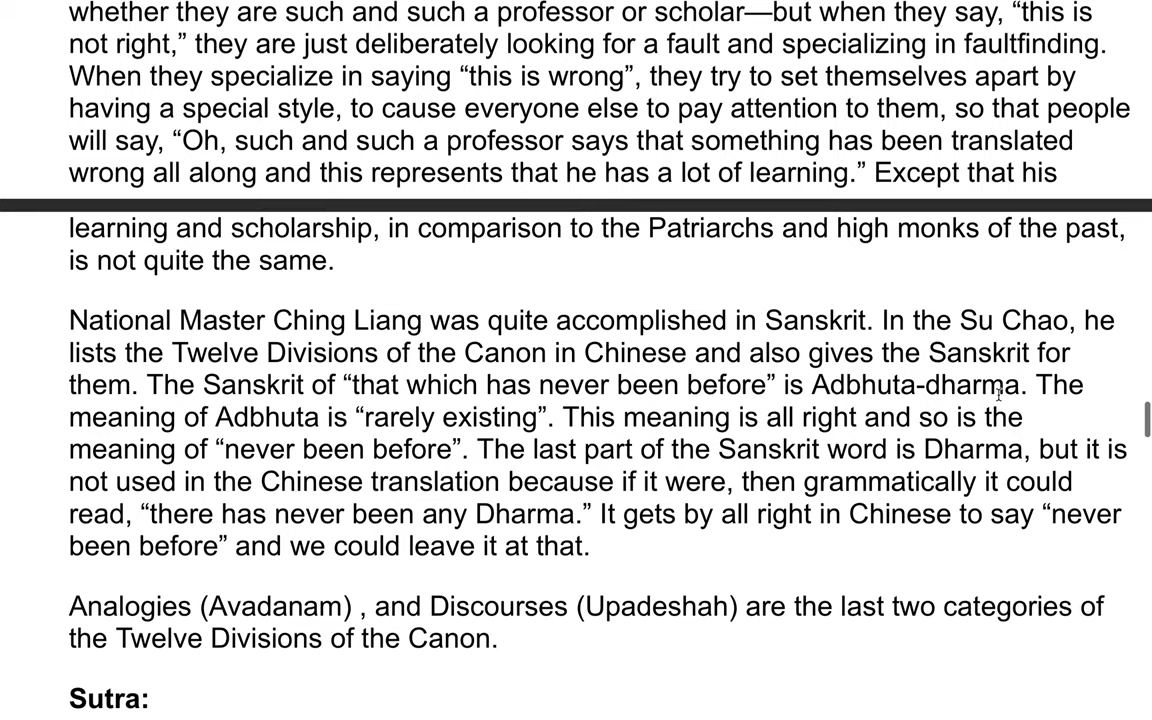 whether they are such and such a professor or scholar—but when they say, “this is
not right,” they are just deliberately looking for a fault and specializing in faultfinding.
When they specialize in saying “this is wrong”, they try to set themselves apart by
having a special style, to cause everyone else to pay attention to them, so that people
will say, “Oh, such and such a professor says that something has been translated
wrong all along and this represents that he has a lot of learning.” Except that his
learning and scholarship, in comparison to the Patriarchs and high monks of the past,
is not quite the same.
National Master Ching Liang was quite accomplished in Sanskrit. In the Su Chao, he
lists the Twelve Divisions of the Canon in Chinese and also gives the Sanskrit for
them. The Sanskrit of “that which has never been before” is Adbhuta-dharma. The
meaning of Adbhuta is “rarely existing”. This meaning is all right and so is the
meaning of “never been before”. The last part of the Sanskrit word is Dharma, but it is
not used in the Chinese translation because if it were, then grammatically it could
read, “there has never been any Dharma.” It gets by all right in Chinese to say “never
been before” and we could leave it at that.
Analogies (Avadanam) , and Discourses (Upadeshah) are the last two categories of
the Twelve Divisions of the Canon.
Sutra: